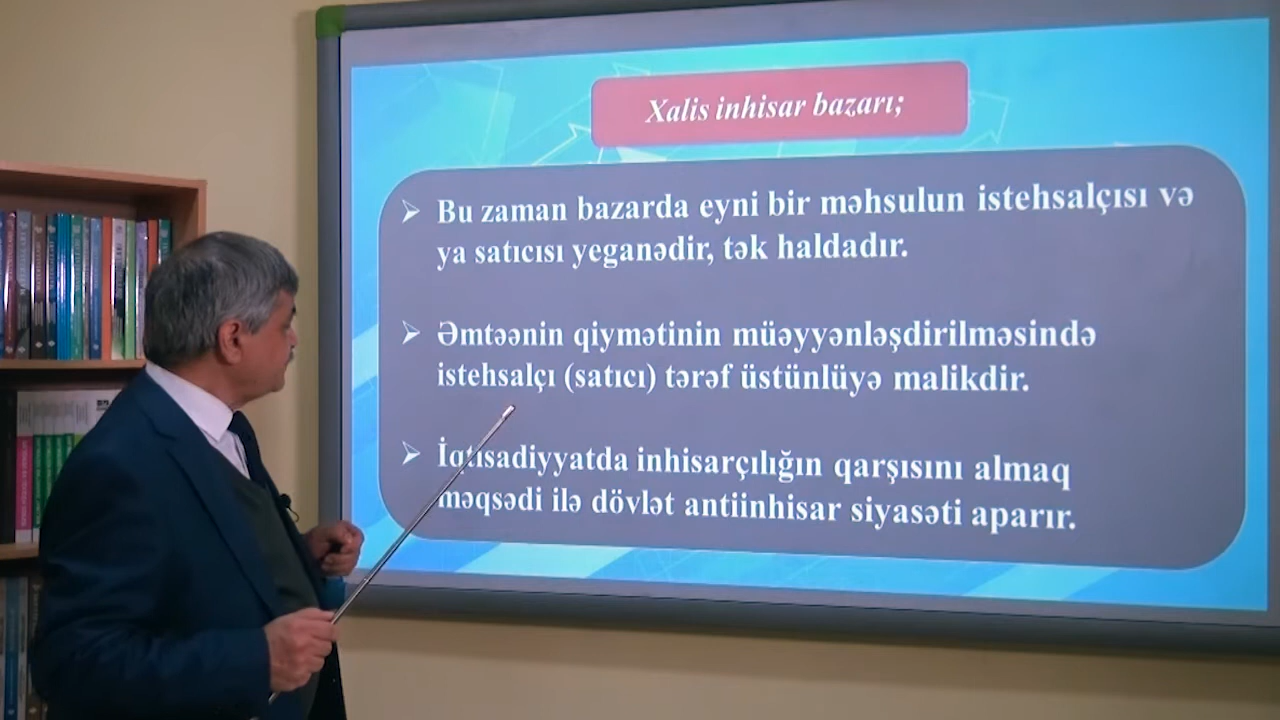 Xalis inhisar bazarı;
Bu zaman bazarda eyni bir məhsulun istehsalçısı və
ya satıcısı yeganədir, tək haldadır.
Əmtəənin qiymətinin müəyyənləşdirilməsində
istehsalçı (satıcı) tərəf üstünlüyə malikdir.
İqtisadiyyatda inhisarçılığın qarşısını almaq
məqsədi ilə dövlət antiinhisar siyasəti aparır.